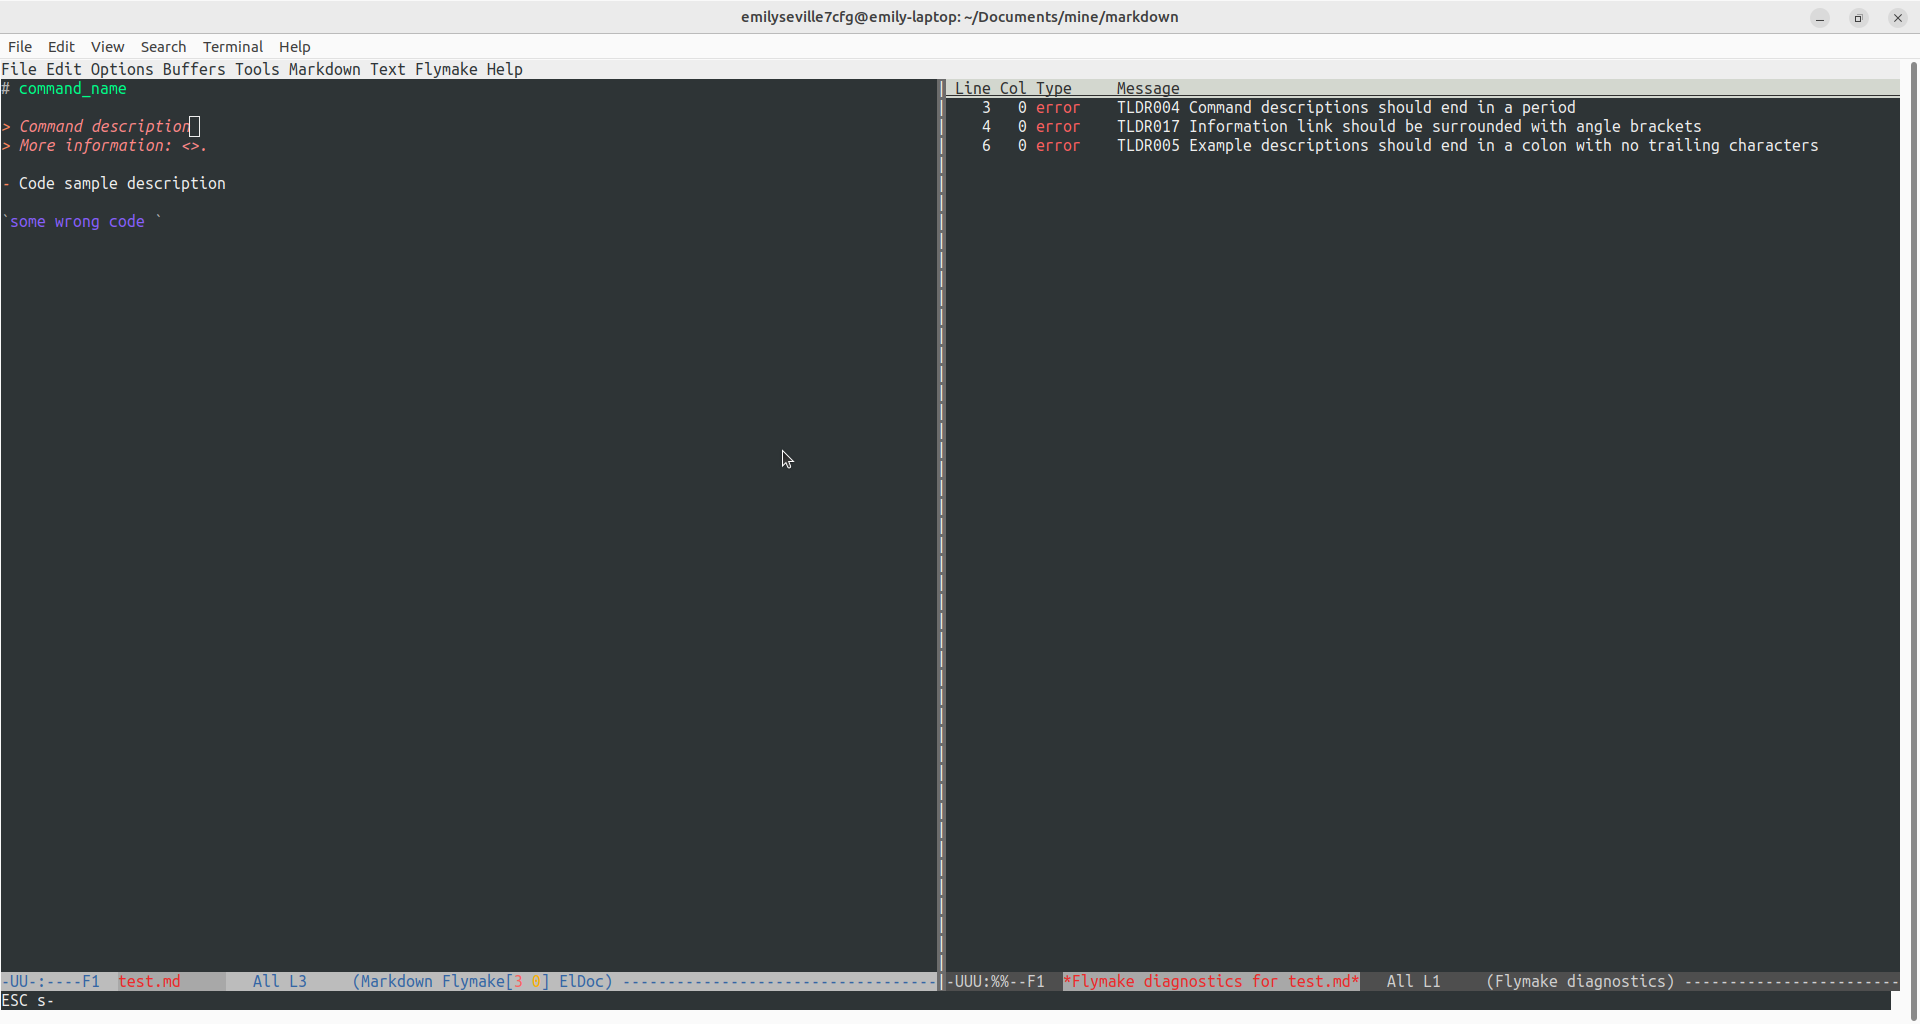 emilyseville7cfg@emily-laptop: ~/Documents/mine/markdown
File Edit View Search Terminal Help
File Edit Options Buffers Tools Markdown Text Flymake Help
# command_name
> Command description
> More information: <>.
- Code sample description
`some wrong code `
Line Col Type Message
3 0 error TLDR004 Command descriptions should end in a period
4 0 error TLDR017 Information link should be surrounded with angle brackets
6 0 error TLDR005 Example descriptions should end in a colon with no trailing characters
-UU-:----F1 test.md All L3 (Markdown Flymake[3 0] ElDoc) -----------------------------------
-UUU:%%--F1 *Flymake diagnostics for test.md* All L1 (Flymake diagnostics) ------------------------
ESC s-